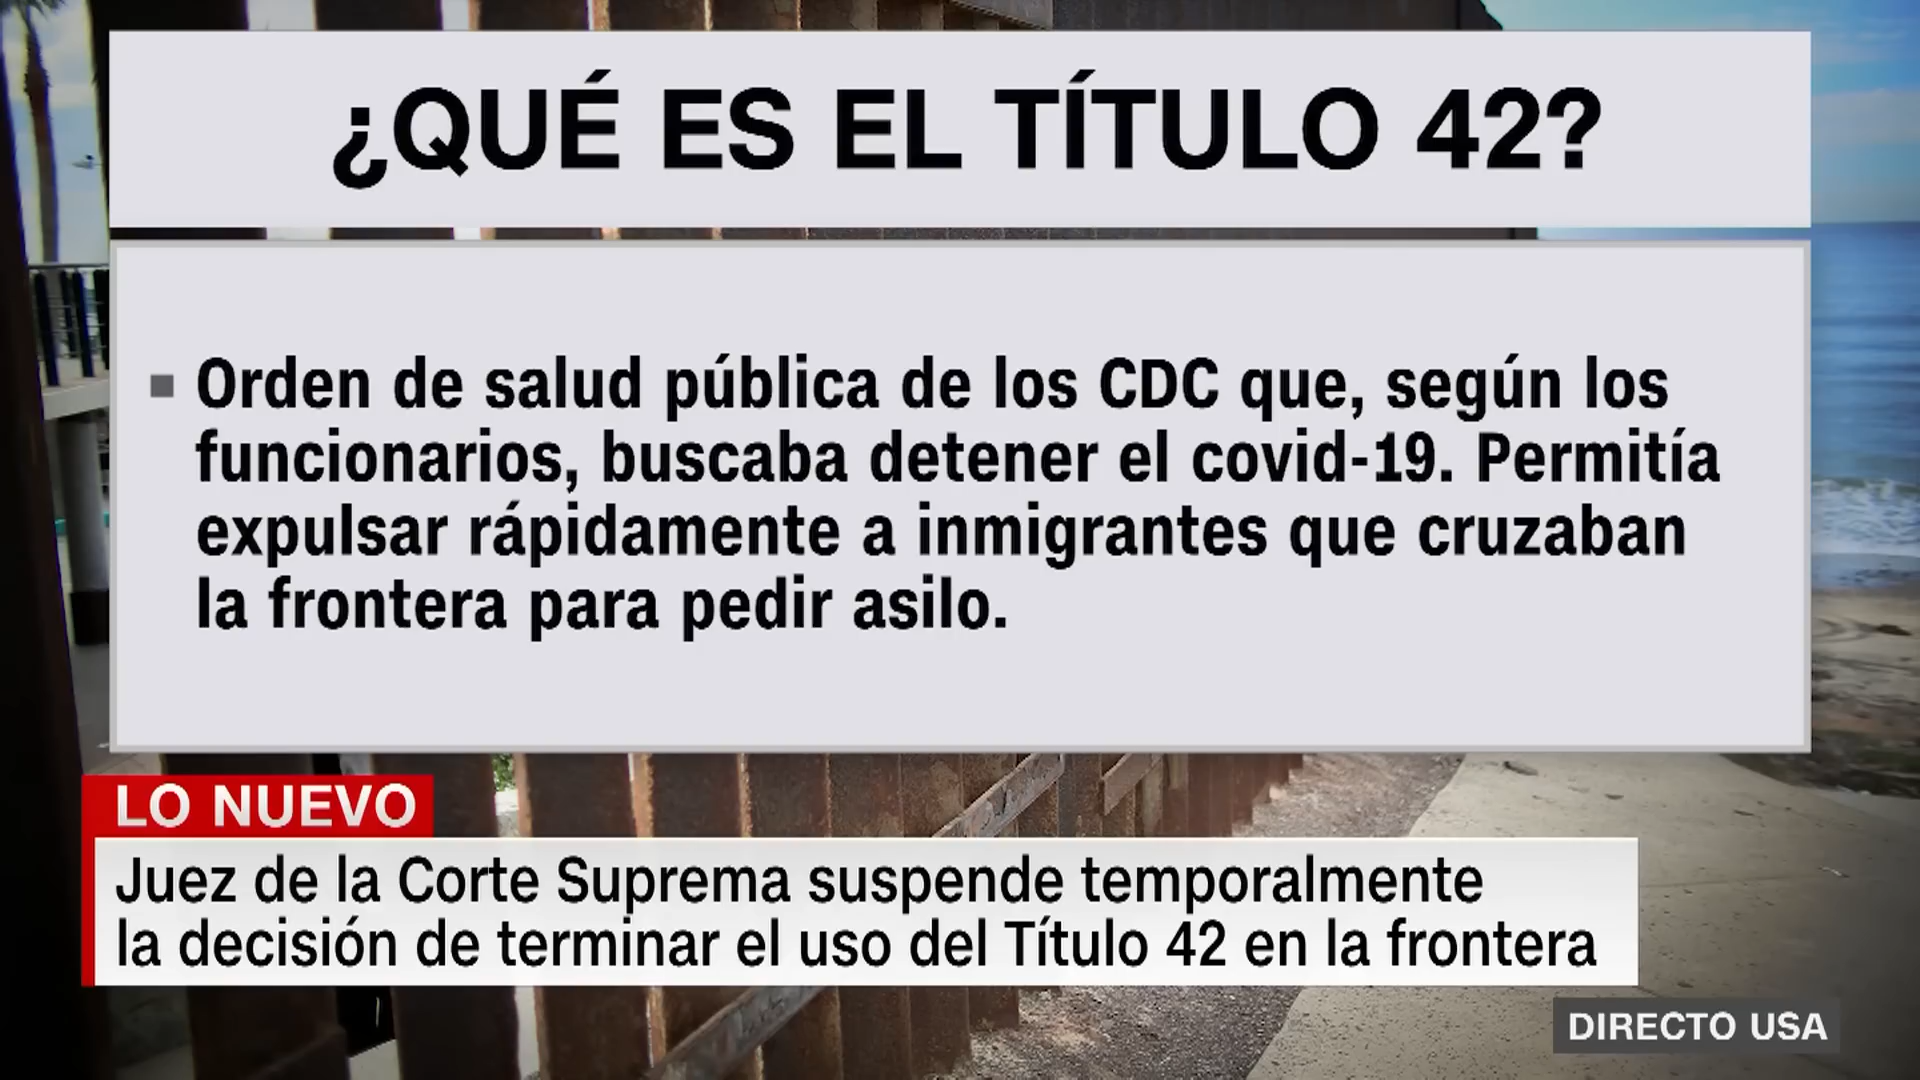 ¿QUÉ ES EL TÍTULO 42?
Orden de salud pública de los CDC que, según los
funcionarios, buscaba detener el covid-19. Permitía
expulsar rápidamente a inmigrantes que cruzaban
la frontera para pedir asilo.
LO NUEVO
Juez de la Corte Suprema suspende temporalmente
la decisión de terminar el uso del Título 42 en la frontera
DIRECTO USA